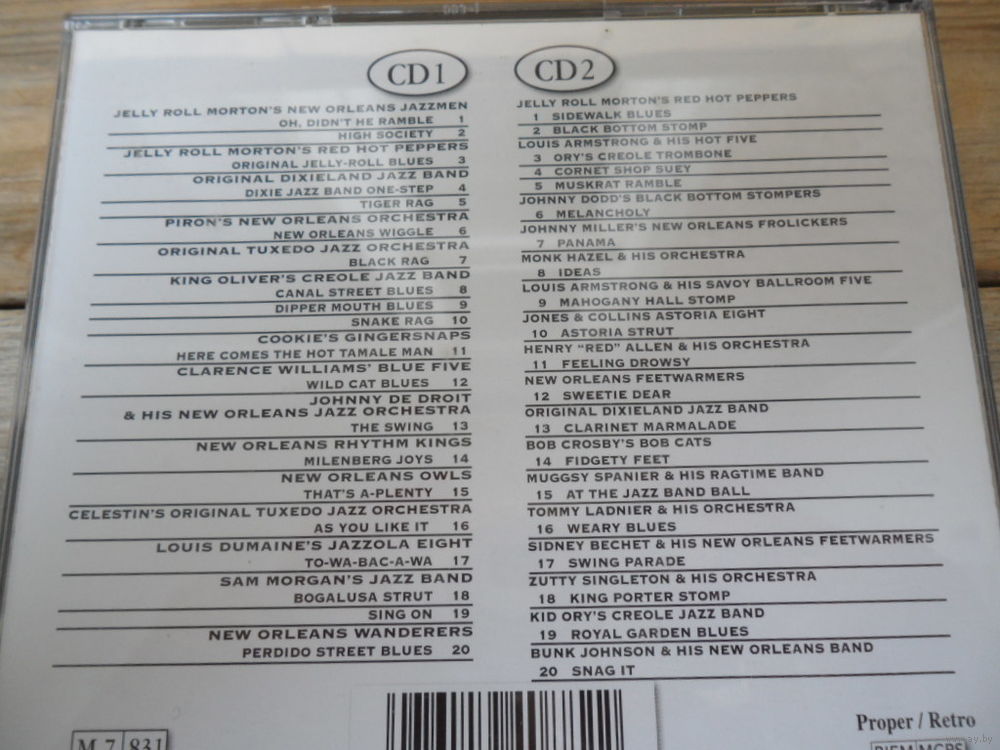 CD1
JELLY ROLL MORTON'S NEW ORLEANS JAZZMEN
OH, DIDN'T HE RAMBLE 1
HIGH SOCIETY 2
JELLY ROLL MORTON'S RED HOT PEPPERS
ORIGINAL JELLY-ROLL BLUES 3
ORIGINAL DIXIELAND JAZZ BAND
DIXIE JAZZ BAND ONE-STEP 4
TIGER RAG 5
PIRON'S NEW ORLEANS ORCHESTRA
NEW ORLEANS WIGGLE 6
ORIGINAL TUXEDO JAZZ ORCHESTRA
BLACK RAG 7
KING OLIVER'S CREOLE JAZZ BAND
CANAL STREET BLUES 8
DIPPER MOUTH BLUES 9
SNAKE RAG 10
COOKIE'S GINGERSNAPS
HERE COMES THE HOT TAMALE MAN 11
CLARENCE WILLIAMS' BLUE FIVE
WILD CAT BLUES 12
JOHNNY DE DROIT
& HIS NEW ORLEANS JAZZ ORCHESTRA
THE SWING 13
NEW ORLEANS RHYTHM KINGS
MILENBERG JOYS 14
NEW ORLEANS OWLS
THAT'S A-PLENTY 15
CELESTIN'S ORIGINAL TUXEDO JAZZ ORCHESTRA
AS YOU LIKE IT 16
LOUIS DUMAINE'S JAZZOLA EIGHT
TO-WA-BAC-A-WA 17
SAM MORGAN'S JAZZ BAND
BOGALUSA STRUT 18
SING ON 19
NEW ORLEANS WANDERERS
PERDIDO STREET BLUES 20
CD2
JELLY ROLL MORTON'S RED HOT PEPPERS
1 SIDEWALK BLUES
2 BLACK BOTTOM STOMP
LOUIS ARMSTRONG & HIS HOT FIVE
3 ORY'S CREOLE TROMBONE
4 CORNET SHOP SUEY
5 MUSKRAT RAMBLE
JOHNNY DODD'S BLACK BOTTOM STOMPERS
6 MELANCHOLY
JOHNNY MILLER'S NEW ORLEANS FROLICKERS
7 PANAMA
MONK HAZEL & HIS ORCHESTRA
8 IDEAS
LOUIS ARMSTRONG & HIS SAVOY BALLROOM FIVE
9 MAHOGANY HALL STOMP
JONES & COLLINS ASTORIA EIGHT
10 ASTORIA STRUT
HENRY "RED" ALLEN & HIS ORCHESTRA
11 FEELING DROWSY
NEW ORLEANS FEETWARMERS
12 SWEETIE DEAR
ORIGINAL DIXIELAND JAZZ BAND
13 CLARINET MARMALADE
BOB CROSBY'S BOB CATS
14 FIDGETY FEET
MUGGSY SPANIER & HIS RAGTIME BAND
15 AT THE JAZZ BAND BALL
TOMMY LADNIER & HIS ORCHESTRA
16 WEARY BLUES
SIDNEY BECHET & HIS NEW ORLEANS FEETWARMERS
17 SWING PARADE
ZUTTY SINGLETON & HIS ORCHESTRA
18 KING PORTER STOMP
KID ORY'S CREOLE JAZZ BAND
19 ROYAL GARDEN BLUES
BUNK JOHNSON & HIS NEW ORLEANS BAND
20 SNAG IT
M 7 831
Proper / Retro
BIEM MCPS